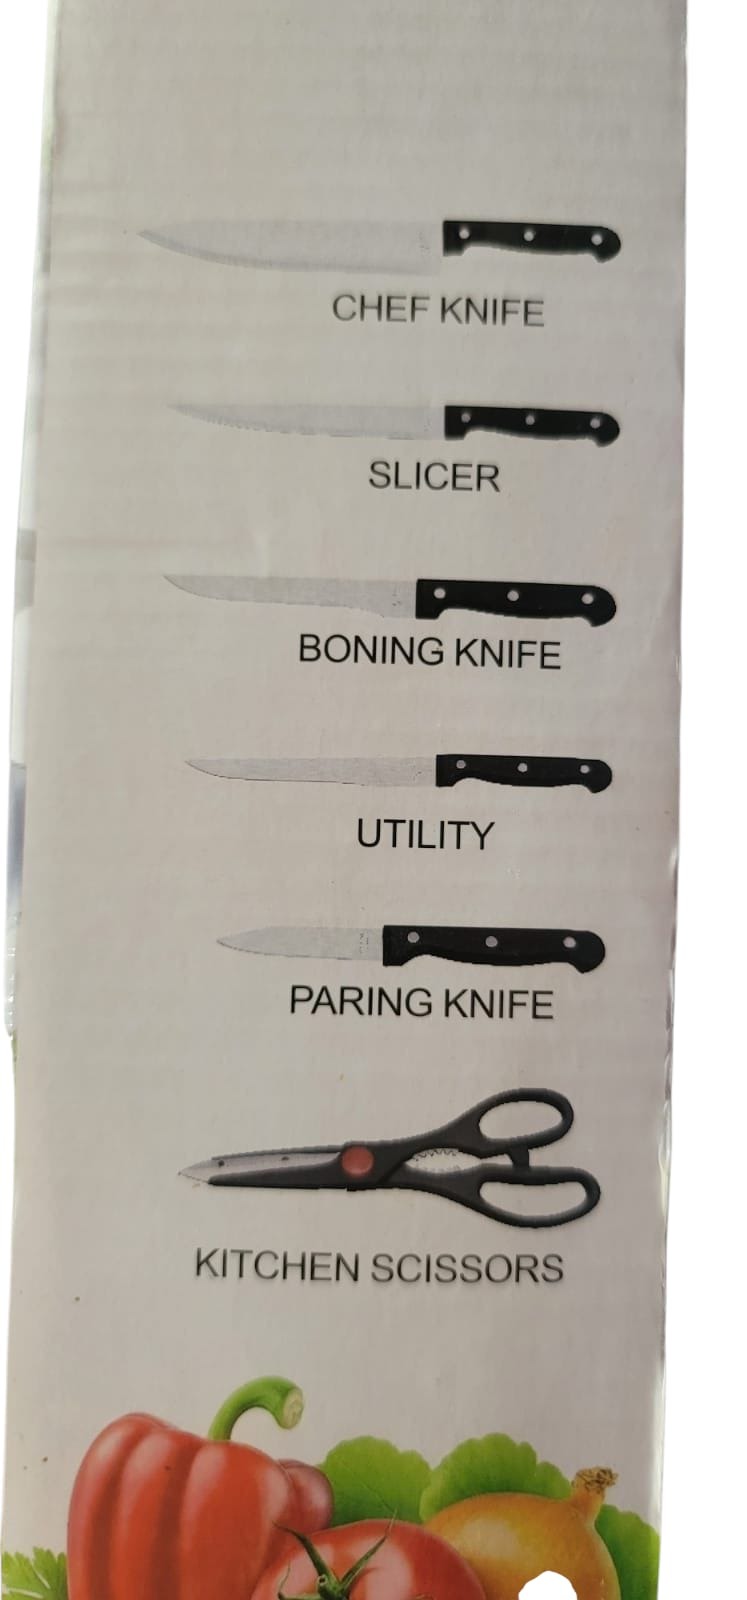 CHEF KNIFE
SLICER
BONING KNIFE
UTILITY
PARING KNIFE
KITCHEN SCISSORS